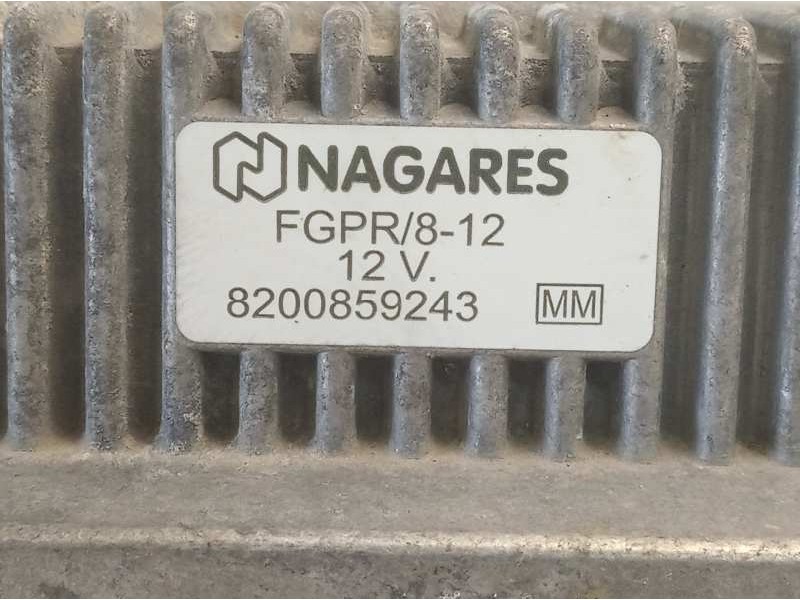 NAGARES
FGPR/8-12
12 V.
8200859243 MM